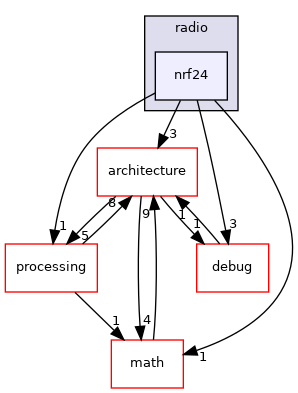 radio
nrf24
3
architecture
1
8
9
1
1
3
5
processing
debug
1
4
1
math